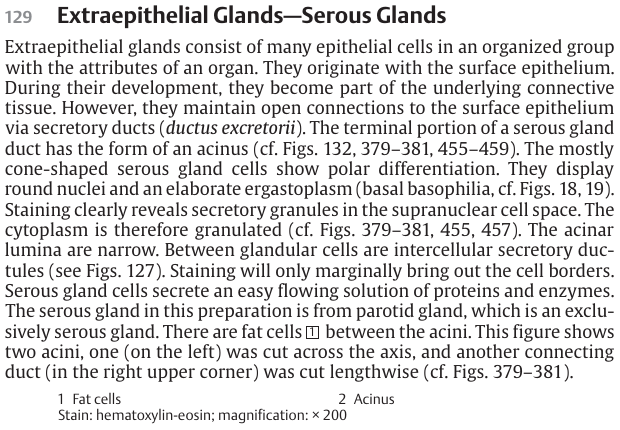 129 Extraepithelial Glands—Serous Glands
Extraepithelial glands consist of many epithelial cells in an organized group
with the attributes of an organ. They originate with the surface epithelium.
During their development, they become part of the underlying connective
tissue. However, they maintain open connections to the surface epithelium
via secretory ducts (ductus excretorii). The terminal portion of a serous gland
duct has the form of an acinus (cf. Figs. 132, 379–381, 455–459). The mostly
cone-shaped serous gland cells show polar differentiation. They display
round nuclei and an elaborate ergastoplasm (basal basophilia, cf. Figs. 18, 19).
Staining clearly reveals secretory granules in the supranuclear cell space. The
cytoplasm is therefore granulated (cf. Figs. 379–381, 455, 457). The acinar
lumina are narrow. Between glandular cells are intercellular secretory duc-
tules (see Figs. 127). Staining will only marginally bring out the cell borders.
Serous gland cells secrete an easy flowing solution of proteins and enzymes.
The serous gland in this preparation is from parotid gland, which is an exclu-
sively serous gland. There are fat cells 1 between the acini. This figure shows
two acini, one (on the left) was cut across the axis, and another connecting
duct (in the right upper corner) was cut lengthwise (cf. Figs. 379–381).
1 Fat cells 2 Acinus
Stain: hematoxylin-eosin; magnification: × 200